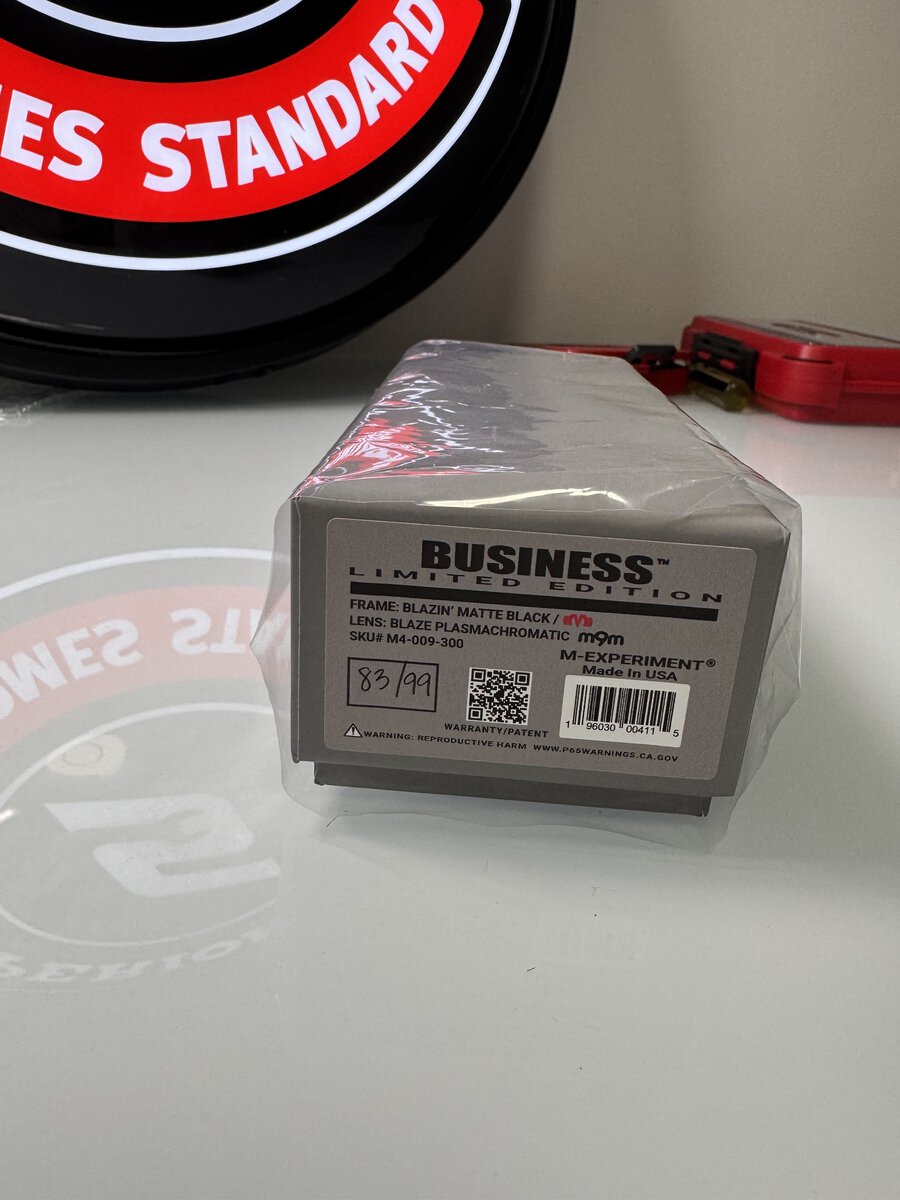 ES STANDARD
BUSINESS™
LIMITED EDITION
FRAME: BLAZIN' MATTE BLACK /
LENS: BLAZE PLASMACHROMATIC m9m
SKU# M4-009-300
M-EXPERIMENT®
Made In USA
83/99
1 96030 00411 5
WARRANTY/PATENT
WARNING: REPRODUCTIVE HARM WWW.P65WARNINGS.CA.GOV